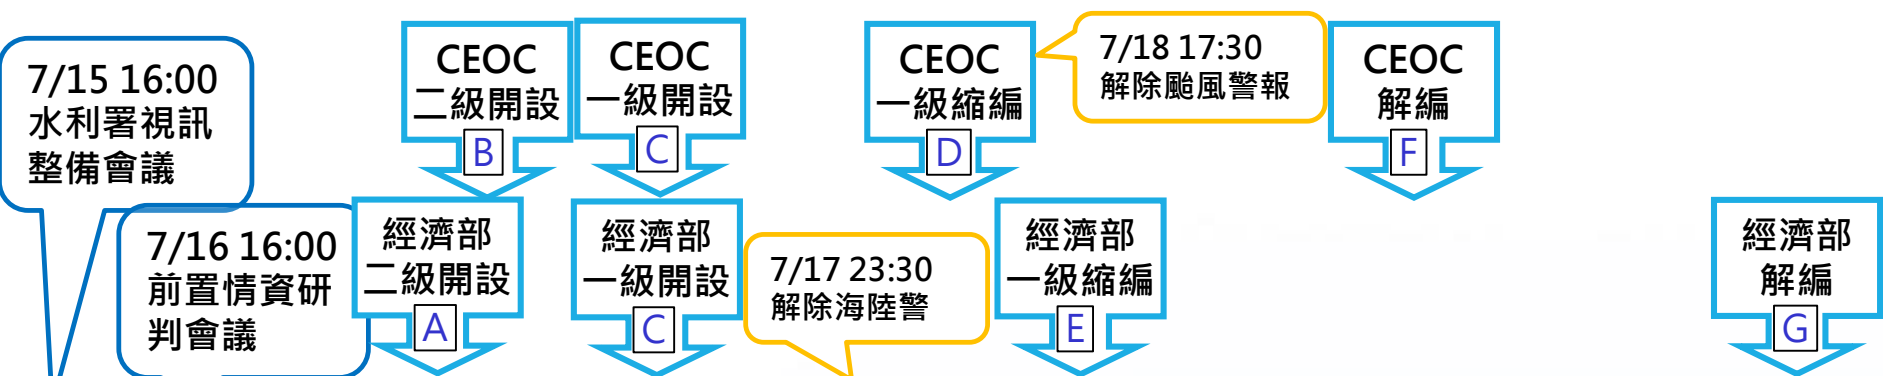 7/15 16:00
水利署視訊
整備會議
7/16 16:00
前置情資研
判會議
CEOC
二級開設
B
經濟部
二級開設
A
CEOC
一級開設
C
經濟部
一級開設
C
7/17 23:30
解除海陸警
CEOC
一級縮編
D
7/18 17:30
解除颱風警報
經濟部
一級縮編
E
CEOC
解編
F
經濟部
解編
G